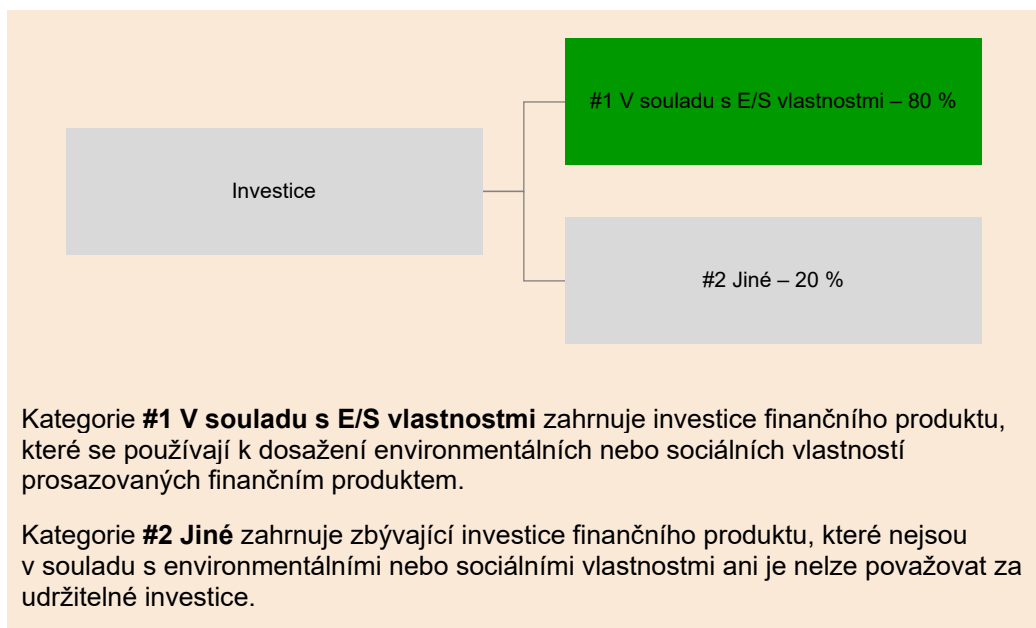 #1 V souladu s E/S vlastnostmi – 80 %
Investice
#2 Jiné – 20 %
Kategorie #1 V souladu s E/S vlastnostmi zahrnuje investice finančního produktu,
které se používají k dosažení environmentálních nebo sociálních vlastností
prosazovaných finančním produktem.
Kategorie #2 Jiné zahrnuje zbývající investice finančního produktu, které nejsou
v souladu s environmentálními nebo sociálními vlastnostmi ani je nelze považovat za
udržitelné investice.